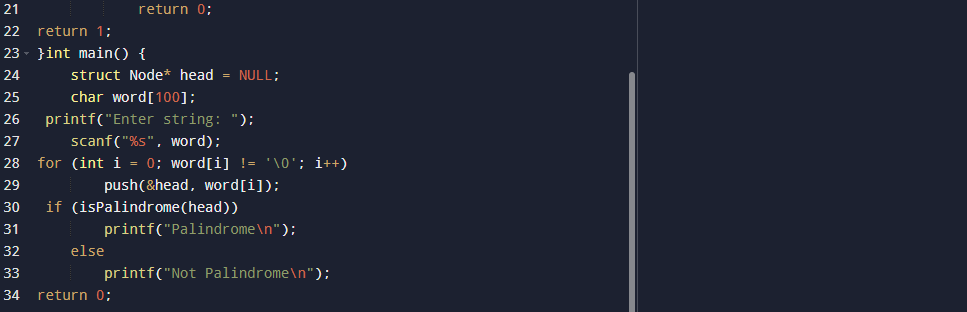 21 return 0;
22 return 1;
23 }int main() {
24 struct Node* head = NULL;
25 char word[100];
26 printf("Enter string: ");
27 scanf("%s", word);
28 for (int i = 0; word[i] != '\0'; i++)
29 push(&head, word[i]);
30 if (isPalindrome(head))
31 printf("Palindrome\n");
32 else
33 printf("Not Palindrome\n");
34 return 0;